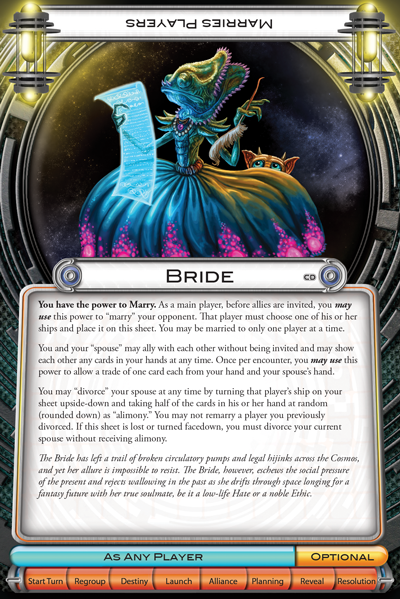 MARRIES PLAYERS
BRIDE CD
You have the power to Marry. As a main player, before allies are invited, you may
use this power to “marry” your opponent. That player must choose one of his or her
ships and place it on this sheet. You may be married to only one player at a time.
You and your “spouse” may ally with each other without being invited and may show
each other any cards in your hands at any time. Once per encounter, you may use this
power to allow a trade of one card each from your hand and your spouse’s hand.
You may “divorce” your spouse at any time by turning that player’s ship on your
sheet upside-down and taking half of the cards in his or her hand at random
(rounded down) as “alimony.” You may not remarry a player you previously
divorced. If this sheet is lost or turned facedown, you must divorce your current
spouse without receiving alimony.
The Bride has left a trail of broken circulatory pumps and legal hijinks across the Cosmos,
and yet her allure is impossible to resist. The Bride, however, eschews the social pressure
of the present and rejects wallowing in the past as she drifts through space longing for a
fantasy future with her true soulmate, be it a low-life Hate or a noble Ethic.
AS ANY PLAYER OPTIONAL
Start Turn Regroup Destiny Launch Alliance Planning Reveal Resolution